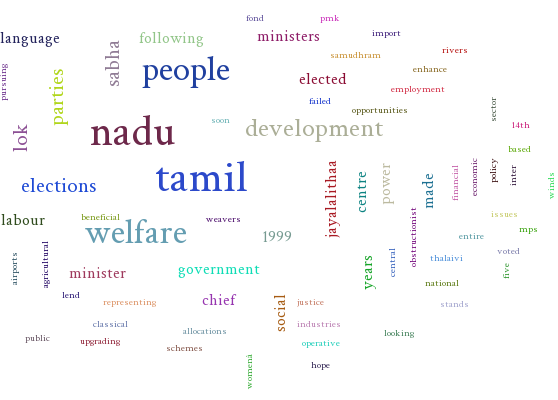 fond pmk
language following ministers import
samudhram rivers
sabha people enhance
pursuing parties elected employment
failed opportunities sector
nadu soon development 14th
lok based
tamil jayalalithaa centre power made financial economic policy inter
elections winds
labour beneficial weavers obstructionist issues
welfare 1999 entire mps
airports agricultural years central thalaivi voted five
minister government national
lend representing chief social justice stands
classical allocations industries
public upgrading schemes operative looking
womenâ hope